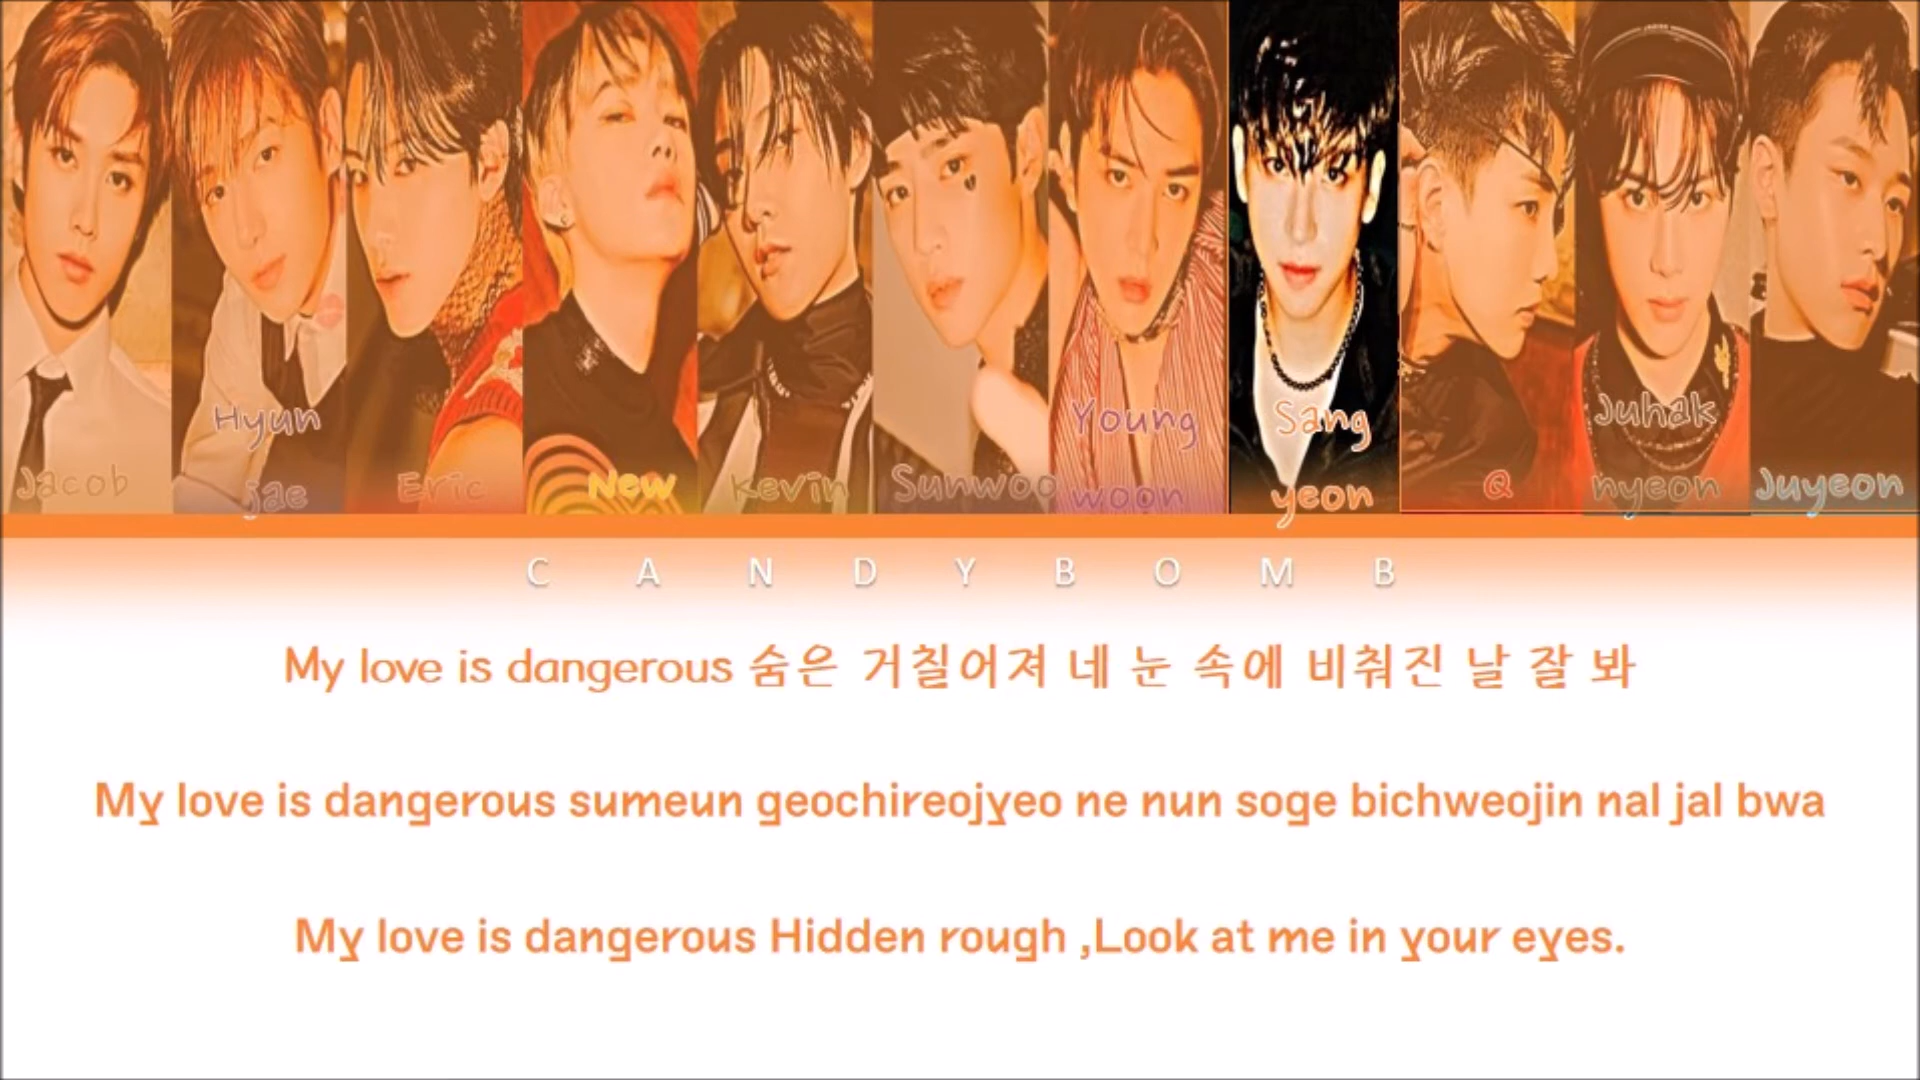 Jacob
Hyun
jae
Eric
New
Kevin
Sunwoo
Young
woon
Sang
yeon
Q
Juhak
nyeon
Juyeon
C A N D Y B O M B
My love is dangerous 숨은 거칠어져 네 눈 속에 비춰진 날 잘 봐
My love is dangerous sumeun geochireojyeo ne nun soge bichweojin nal jal bwa
My love is dangerous Hidden rough ,Look at me in your eyes.